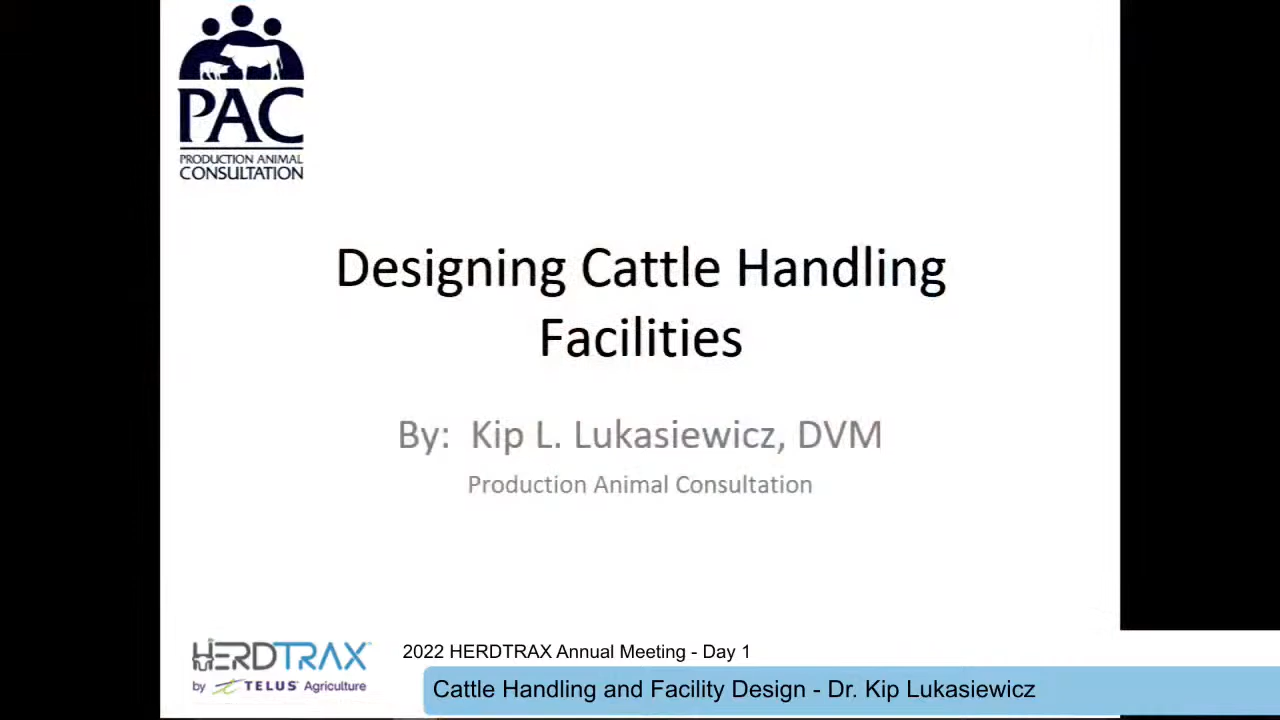 PAC
PRODUCTION ANIMAL
CONSULTATION
Designing Cattle Handling
Facilities
By: Kip L. Lukasiewicz, DVM
Production Animal Consultation
HERDTRAX™
by TELUS® Agriculture
2022 HERDTRAX Annual Meeting - Day 1
Cattle Handling and Facility Design - Dr. Kip Lukasiewicz